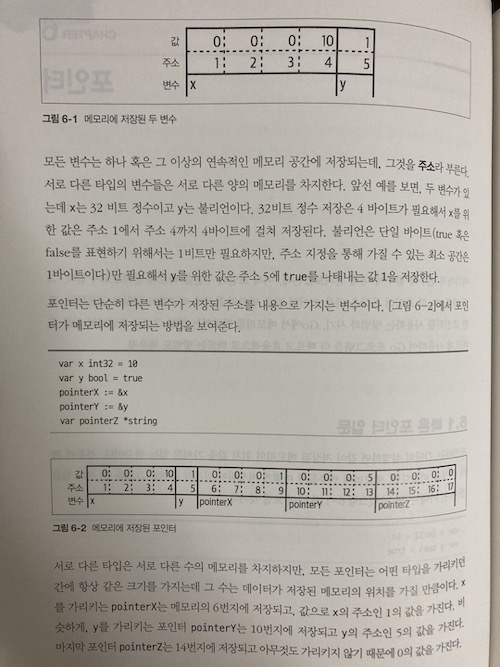 값 0 0 0 10 1
주소 1 2 3 4 5
변수 x y
그림 6-1 메모리에 저장된 두 변수
모든 변수는 하나 혹은 그 이상의 연속적인 메모리 공간에 저장되는데, 그것을 주소라 부른다.
서로 다른 타입의 변수들은 서로 다른 양의 메모리를 차지한다. 앞선 예를 보면, 두 변수가 있
는데 x는 32 비트 정수이고 y는 불리언이다. 32비트 정수 저장은 4 바이트가 필요해서 x를 위
한 값은 주소 1에서 주소 4까지 4바이트에 걸쳐 저장된다. 불리언은 단일 바이트(true 혹은
false를 표현하기 위해서는 1비트만 필요하지만, 주소 지정을 통해 가질 수 있는 최소 공간은
1바이트이다)만 필요해서 y를 위한 값은 주소 5에 true를 나태내는 값 1을 저장한다.
포인터는 단순히 다른 변수가 저장된 주소를 내용으로 가지는 변수이다. [그림 6-2]에서 포인
터가 메모리에 저장되는 방법을 보여준다.
var x int32 = 10
var y bool = true
pointerX := &x
pointerY := &y
var pointerZ *string
값 0 0 0 10 1 0 0 0 1 0 0 0 5 0 0 0 0
주소 1 2 3 4 5 6 7 8 9 10 11 12 13 14 15 16 17
변수 x y pointerX pointerY pointerZ
그림 6-2 메모리에 저장된 포인터
서로 다른 타입은 서로 다른 수의 메모리를 차지하지만, 모든 포인터는 어떤 타입을 가리키던
간에 항상 같은 크기를 가지는데 그 수는 데이터가 저장된 메모리의 위치를 가질 만큼이다. x
를 가리키는 pointerX는 메모리의 6번지에 저장되고, 값으로 x의 주소인 1의 값을 가진다. 비
슷하게, y를 가리키는 포인터 pointerY는 10번지에 저장되고 y의 주소인 5의 값을 가진다.
마지막 포인터 pointerZ는 14번지에 저장되고 아무것도 가리키지 않기 때문에 0의 값을 가진다.